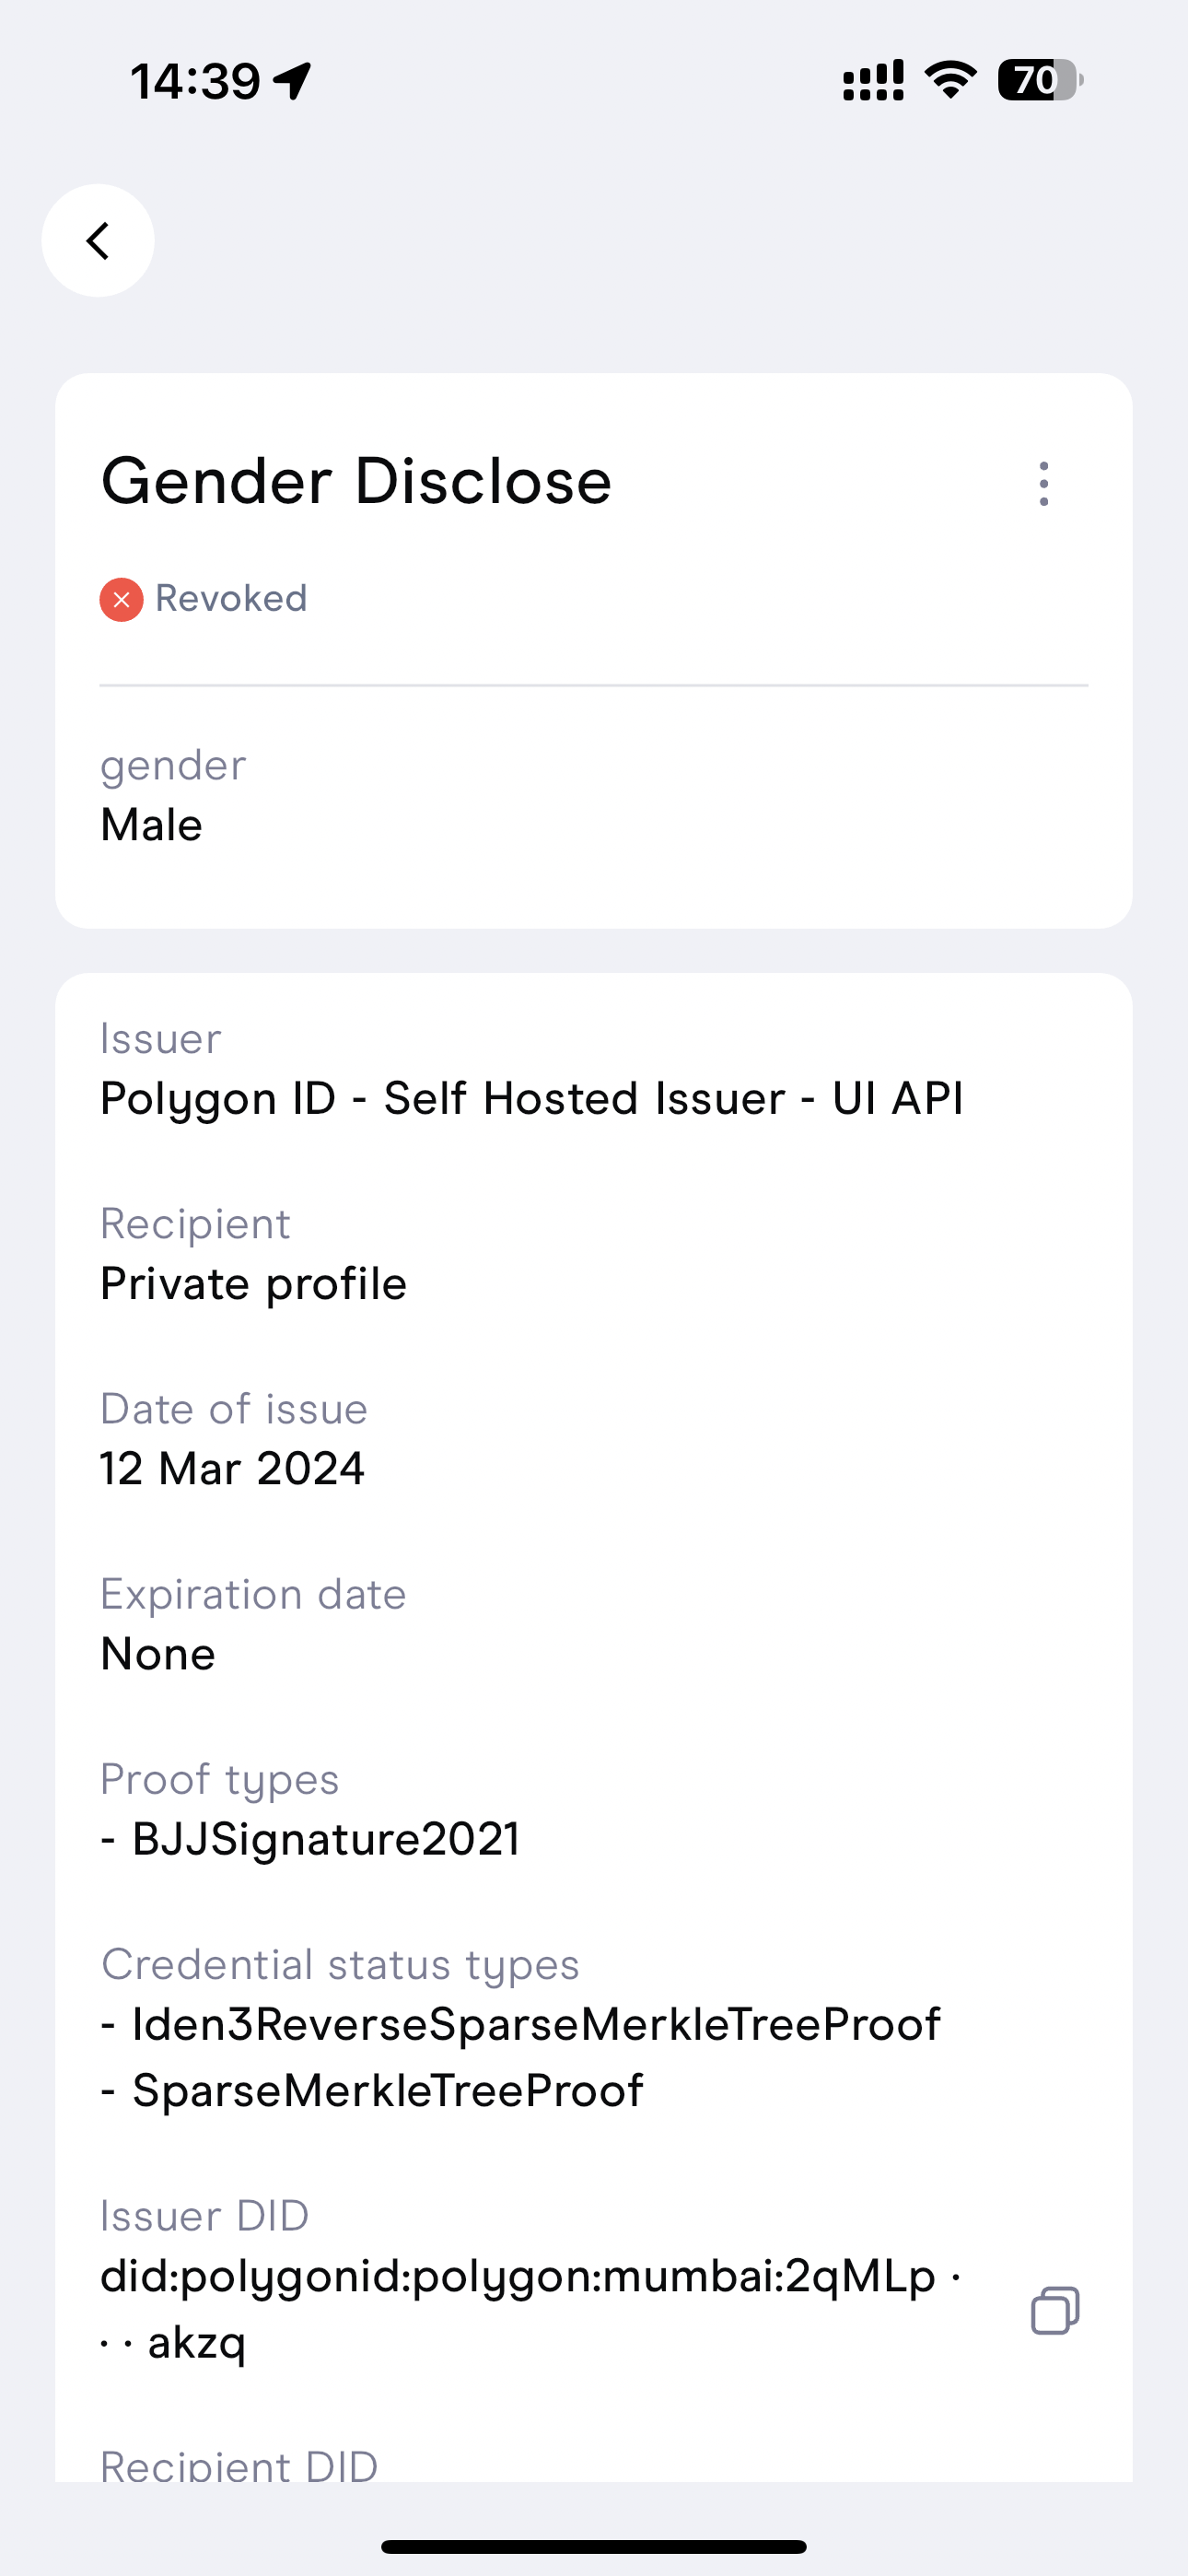 14:39
70
Gender Disclose
Revoked
gender
Male
Issuer
Polygon ID - Self Hosted Issuer - UI API
Recipient
Private profile
Date of issue
12 Mar 2024
Expiration date
None
Proof types
- BJJSignature2021
Credential status types
- Iden3ReverseSparseMerkleTreeProof
- SparseMerkleTreeProof
Issuer DID
did:polygonid:polygon:mumbai:2qMLp ·
· · akzq
Recipient DID